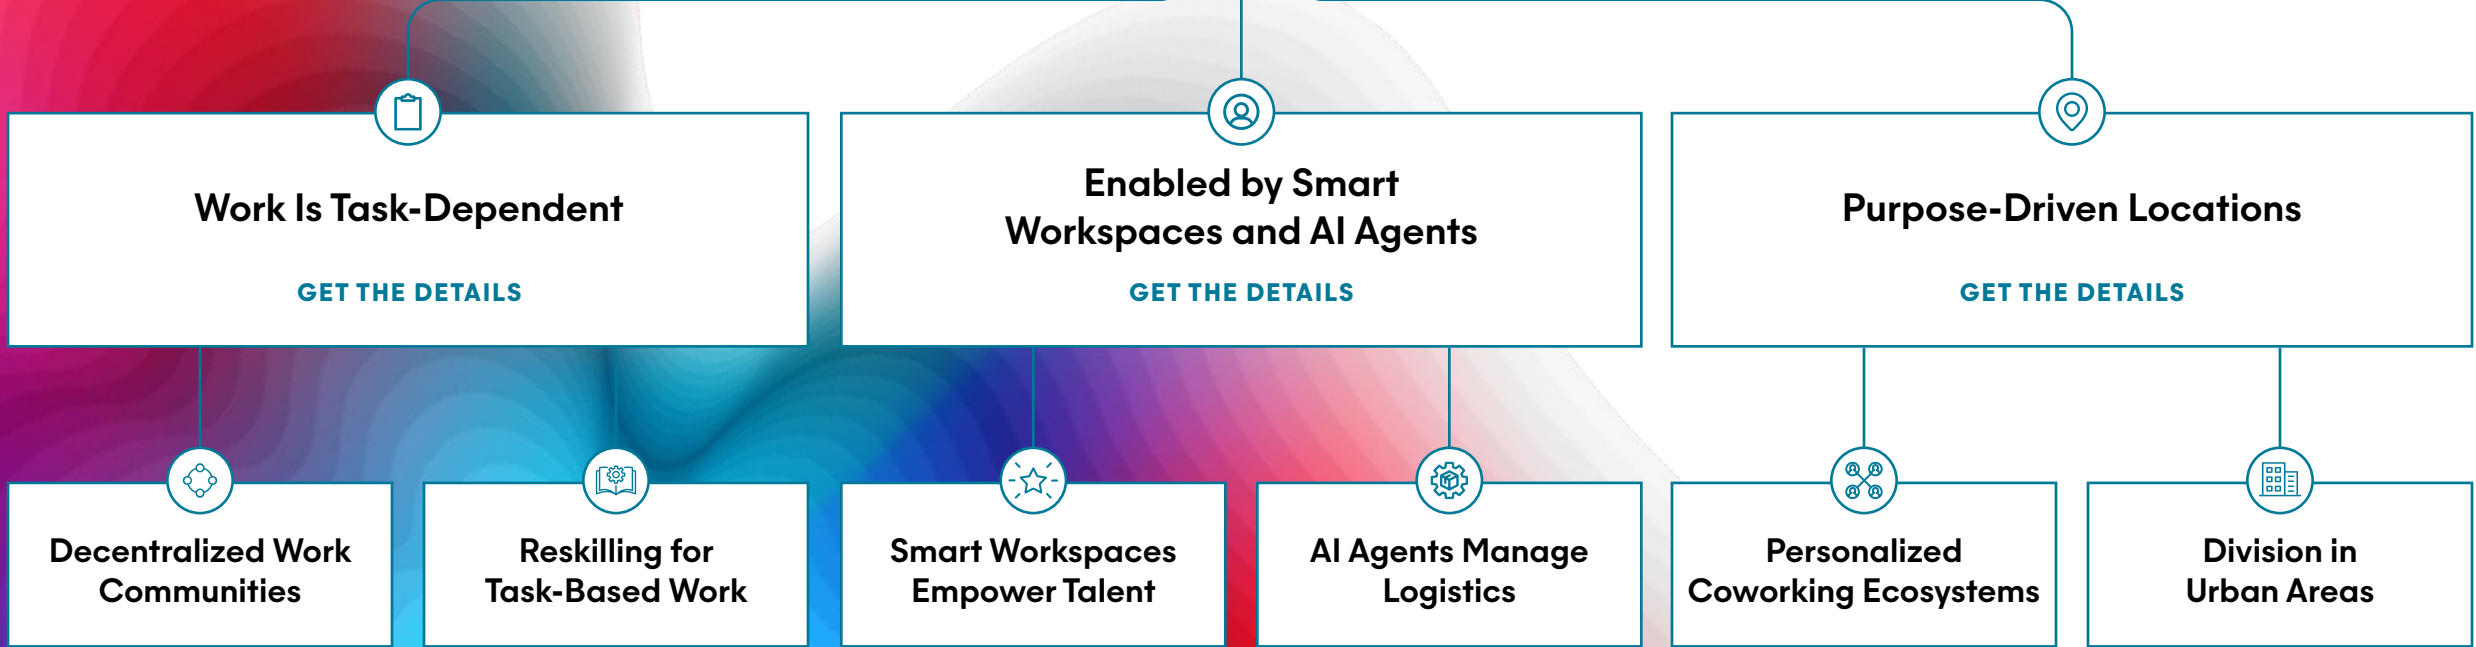 Work Is Task-Dependent
GET THE DETAILS
Enabled by Smart
Workspaces and AI Agents
GET THE DETAILS
Purpose-Driven Locations
GET THE DETAILS
Decentralized Work
Communities
Reskilling for
Task-Based Work
Smart Workspaces
Empower Talent
AI Agents Manage
Logistics
Personalized
Coworking Ecosystems
Division in
Urban Areas